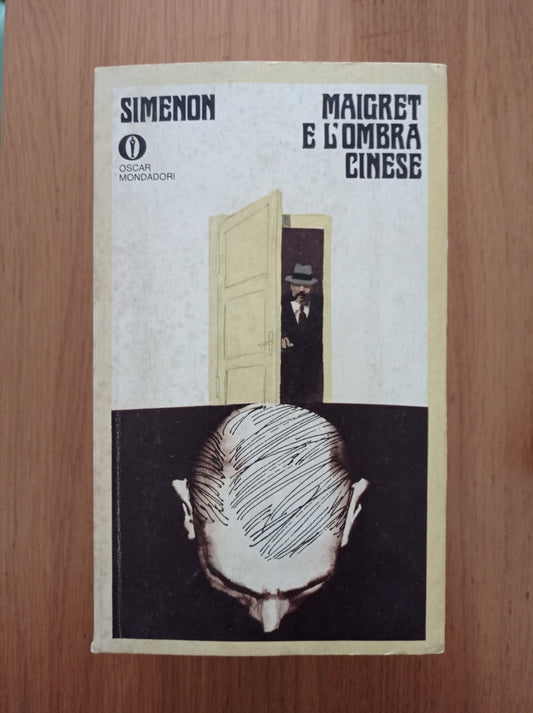 SIMENON
OSCAR
MONDADORI
MAIGRET
E L'OMBRA
CINESE